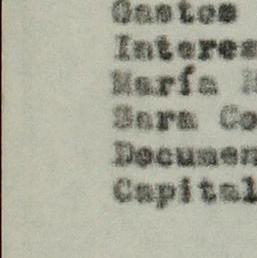 Gastos
Interes
María
Sara Co
Documen
Capital